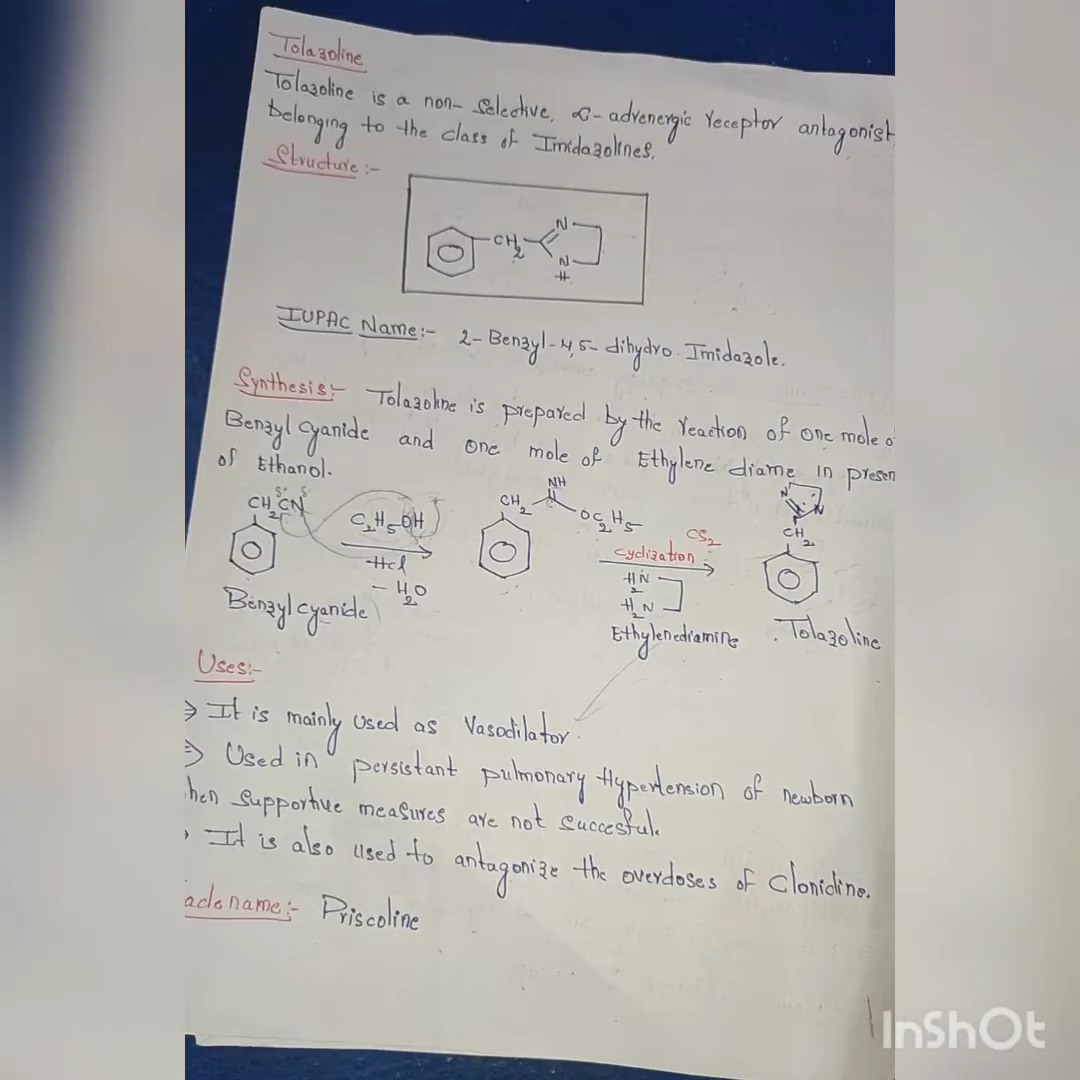 Tolazoline
Tolazoline is a non- Selective, α- advenergic receptor antagonist
belonging to the class of Imidazolines.
Structure :-
CH2 N
N
H
IUPAC Name:- 2- Benzyl-4,5- dihydro Imidazole.
Synthesis:- Tolazoline is prepared by the reaction of one mole o
Benzyl cyanide and one mole of Ethylene diame in presen
of Ethanol.
CH2CN C2H5OH CH2 NH OC2H5 CS2 N N CH2
HCl Cyclization
- H2O H2N
H2N
Benzyl cyanide Ethylenediamine Tolazoline
Uses:-
⇒ It is mainly used as Vasodilator.
⇒ Used in persistant pulmonary Hypertension of newborn
hen supportive measures are not succesful.
It is also used to antagonize the overdoses of Clonidine.
ade name:- Priscoline
InShOt